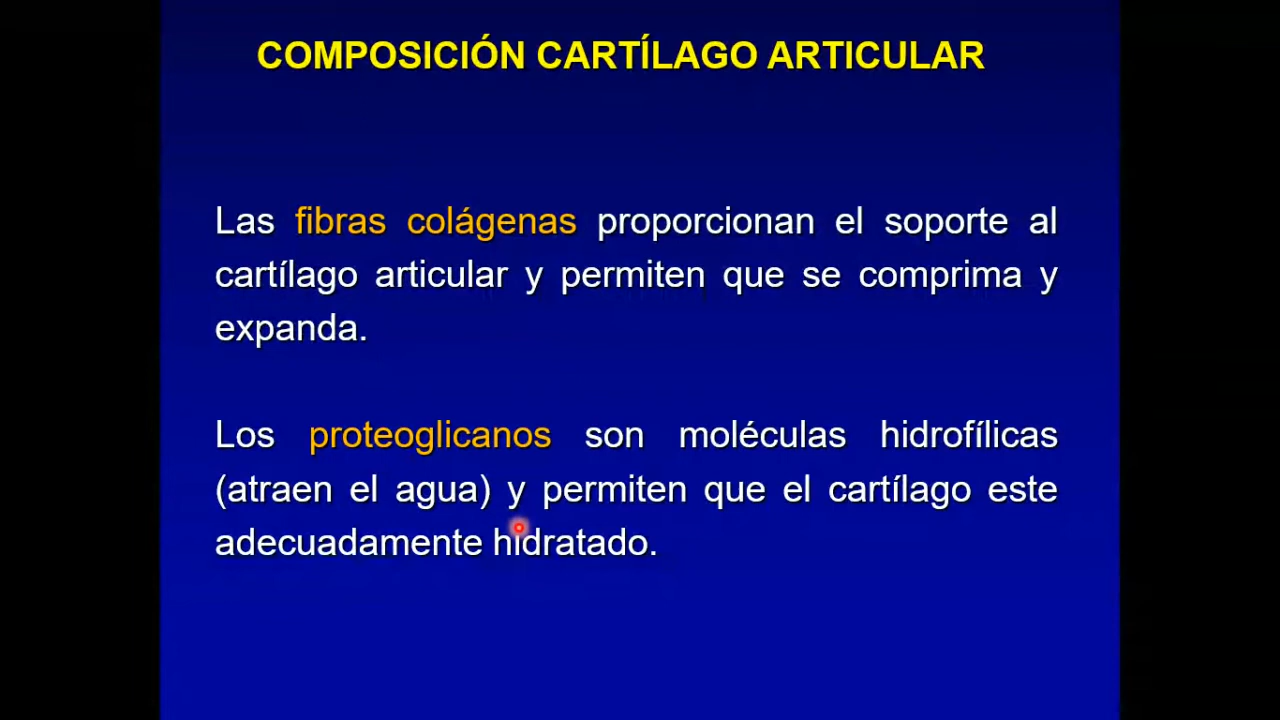 COMPOSICIÓN CARTÍLAGO ARTICULAR
Las fibras colágenas proporcionan el soporte al
cartílago articular y permiten que se comprima y
expanda.
Los proteoglicanos son moléculas hidrofílicas
(atraen el agua) y permiten que el cartílago este
adecuadamente hidratado.